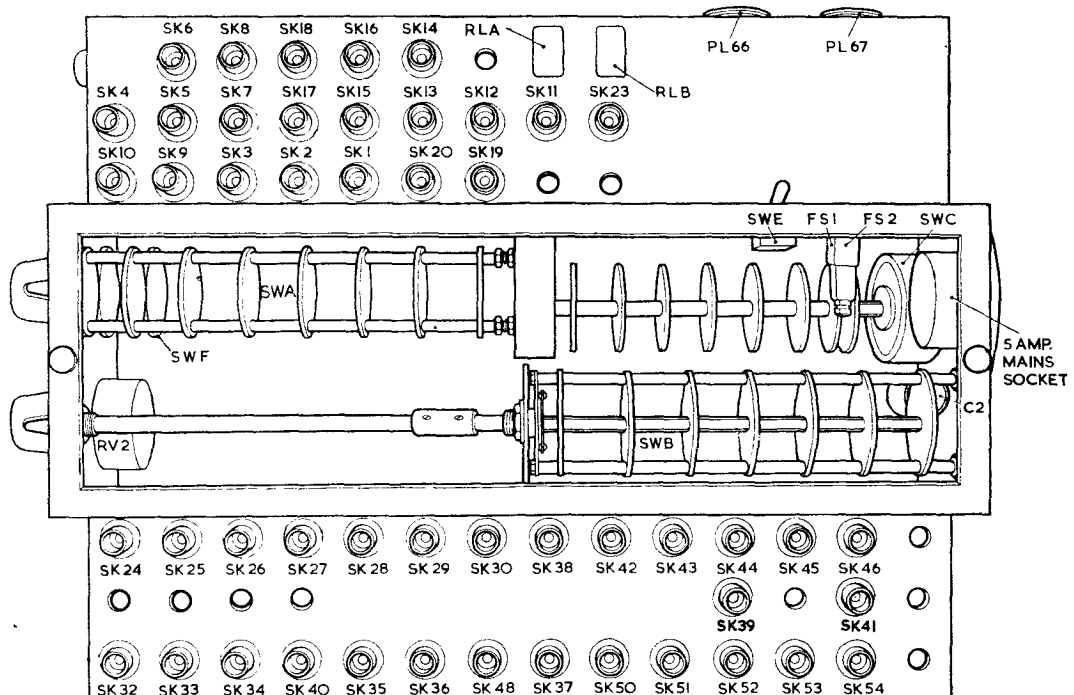 SK6 SK8 SK18 SK16 SK14 RLA
PL66 PL67
SK4 SK5 SK7 SK17 SK15 SK13 SK12 SK11 SK23 RLB
SK10 SK9 SK3 SK2 SK1 SK20 SK19
SWE FS1 FS2 SWC
SWA
SWF
5 AMP.
MAINS
SOCKET
C2
RV2 SWB
SK24 SK25 SK26 SK27 SK28 SK29 SK30 SK38 SK42 SK43 SK44 SK45 SK46
SK39 SK41
SK32 SK33 SK34 SK40 SK35 SK36 SK48 SK37 SK50 SK51 SK52 SK53 SK54